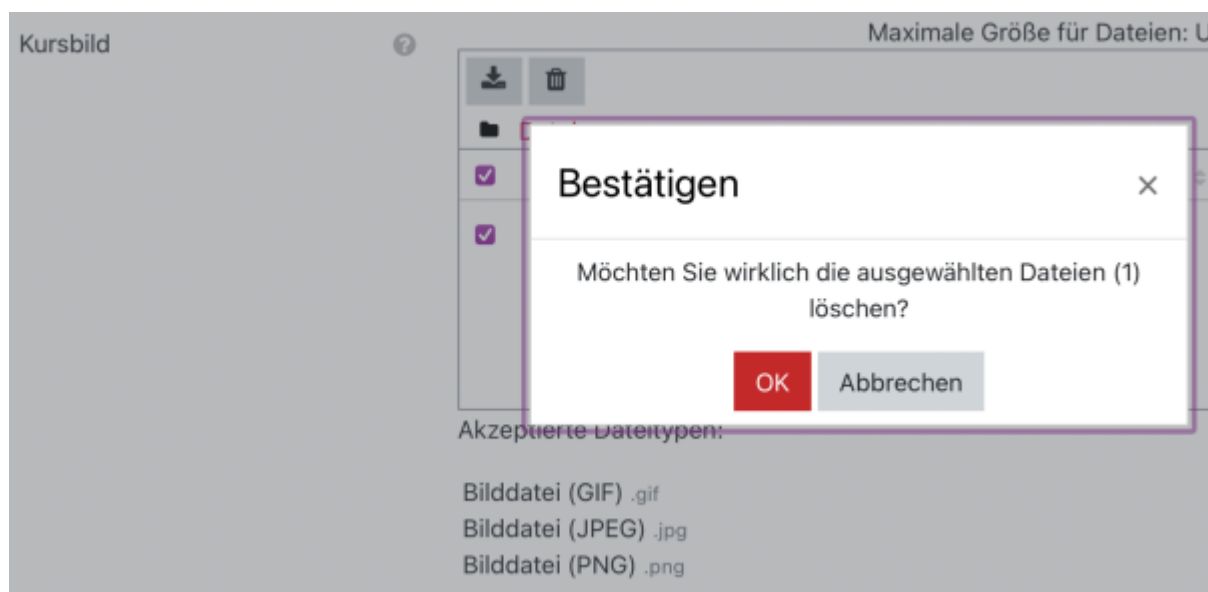 Maximale Größe für Dateien: U
Kursbild
Bestätigen
Möchten Sie wirklich die ausgewählten Dateien (1)
löschen?
OK Abbrechen
Akzeptierte Dateitypen:
Bilddatei (GIF) .gif
Bilddatei (JPEG) .jpg
Bilddatei (PNG) .png